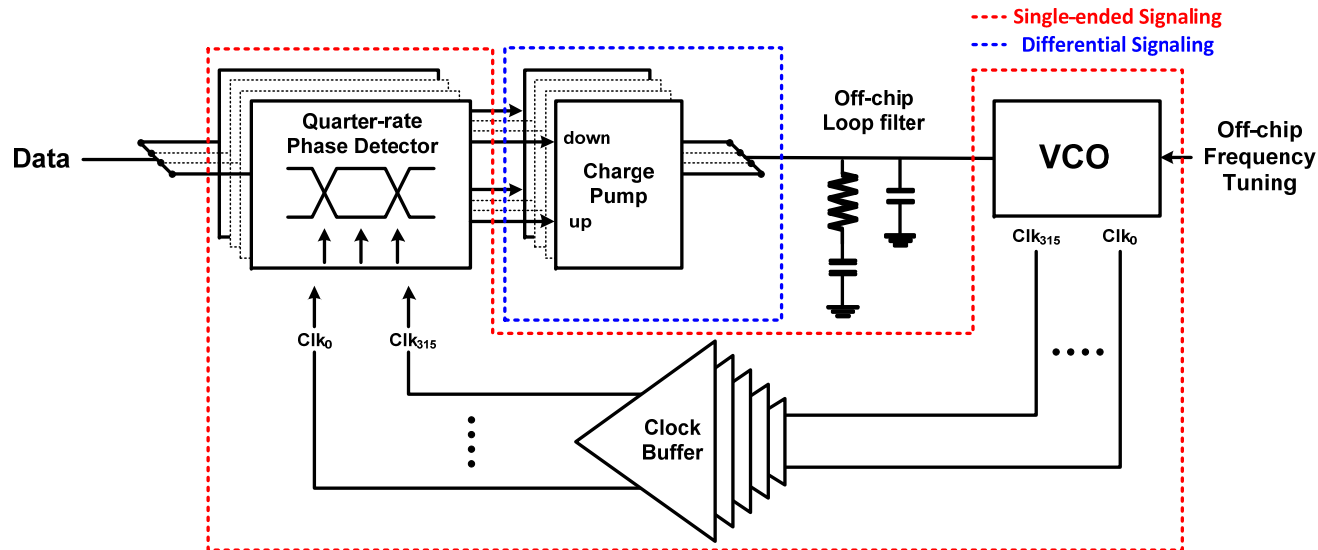 Single-ended Signaling
Differential Signaling
Data
Quarter-rate
Phase Detector
down
Charge
Pump
up
Off-chip
Loop filter
VCO
Off-chip
Frequency
Tuning
Clk315
Clk0
Clk0
Clk315
Clock
Buffer